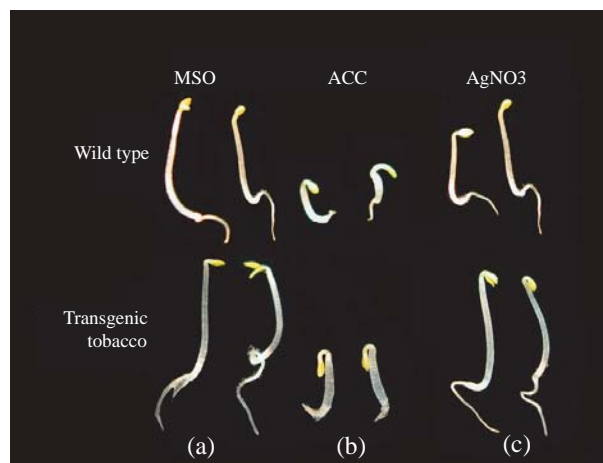 MSO ACC AgNO3
Wild type
Transgenic
tobacco
(a) (b) (c)